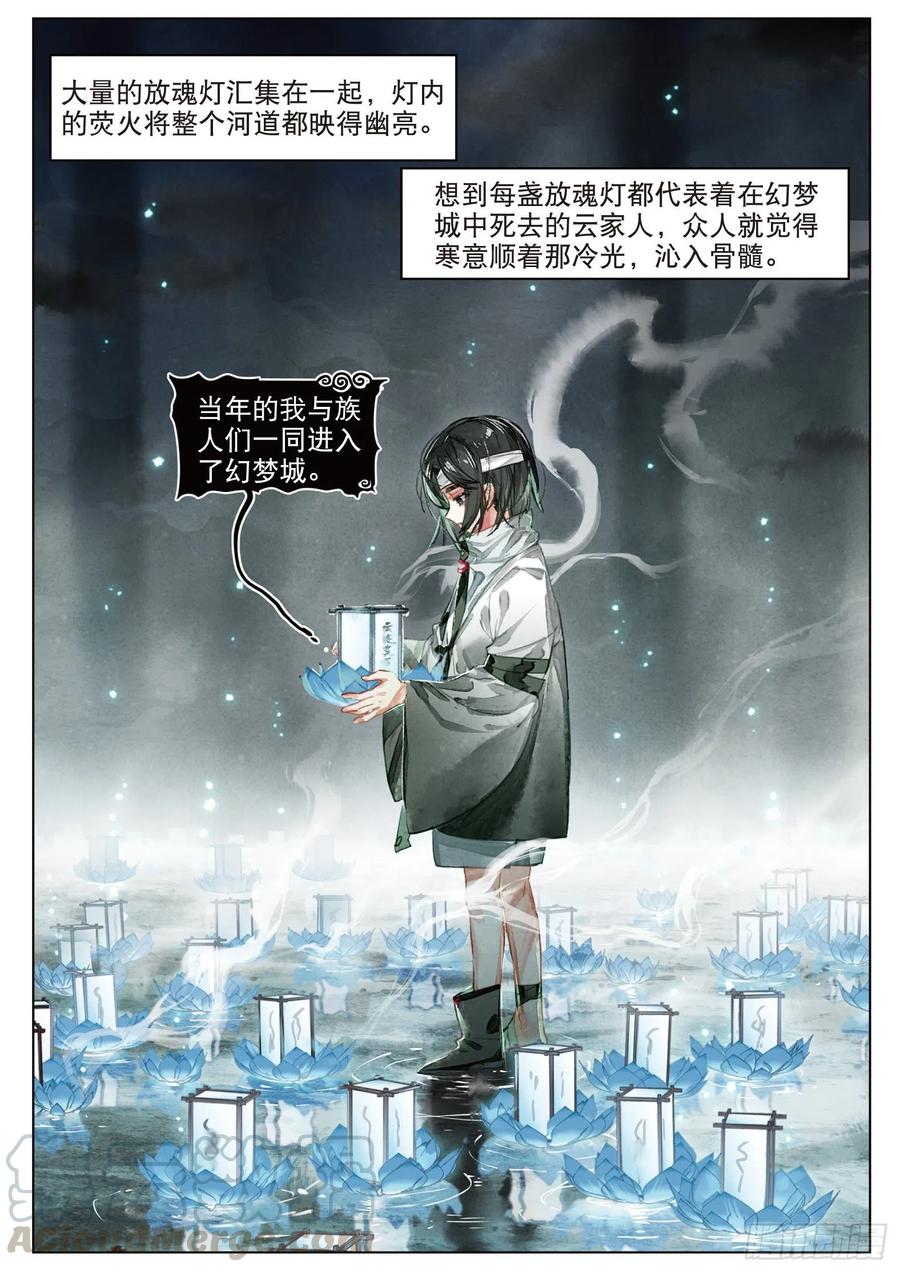 大量的放魂灯汇集在一起，灯内
的荧火将整个河道都映得幽亮。
想到每盏放魂灯都代表着在幻梦
城中死去的云家人，众人就觉得
寒意顺着那冷光，沁入骨髓。
当年的我与族
人们一同进入
了幻梦城。
AcloudMerge.com